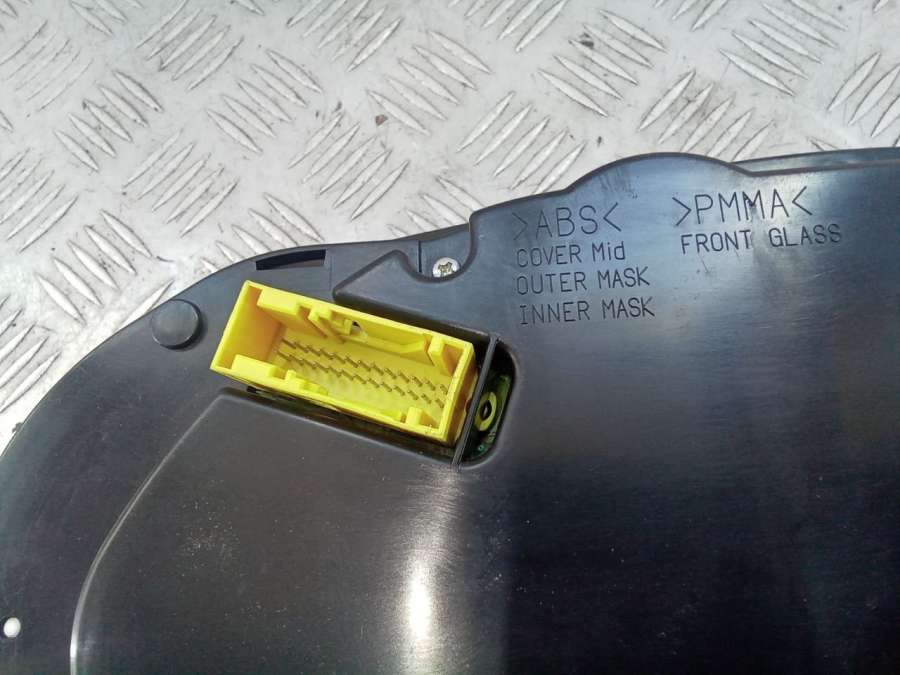 >ABS<
COVER Mid
OUTER MASK
INNER MASK
>PMMA<
FRONT GLASS